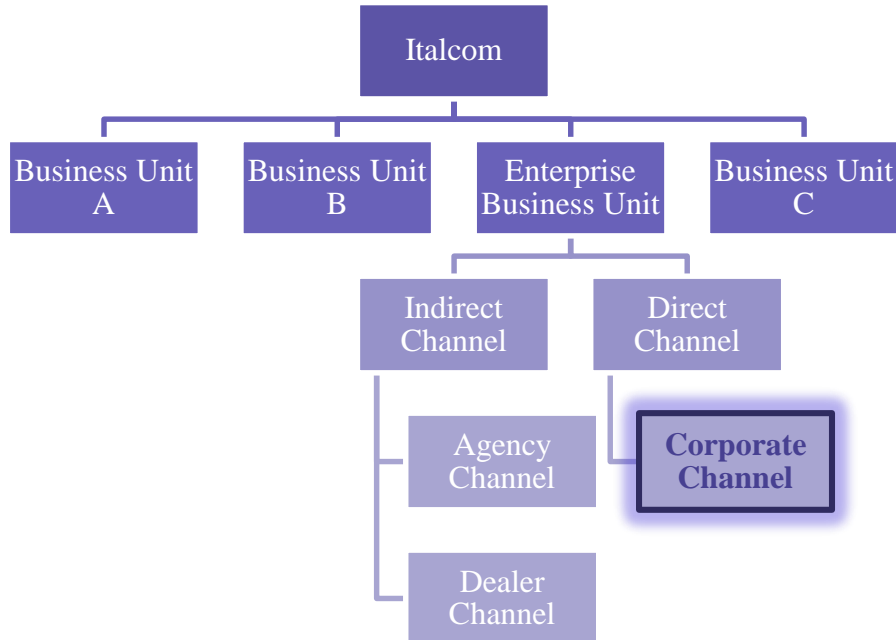 Italcom
Business Unit
A
Business Unit
B
Enterprise
Business Unit
Business Unit
C
Indirect
Channel
Direct
Channel
Agency
Channel
Corporate
Channel
Dealer
Channel